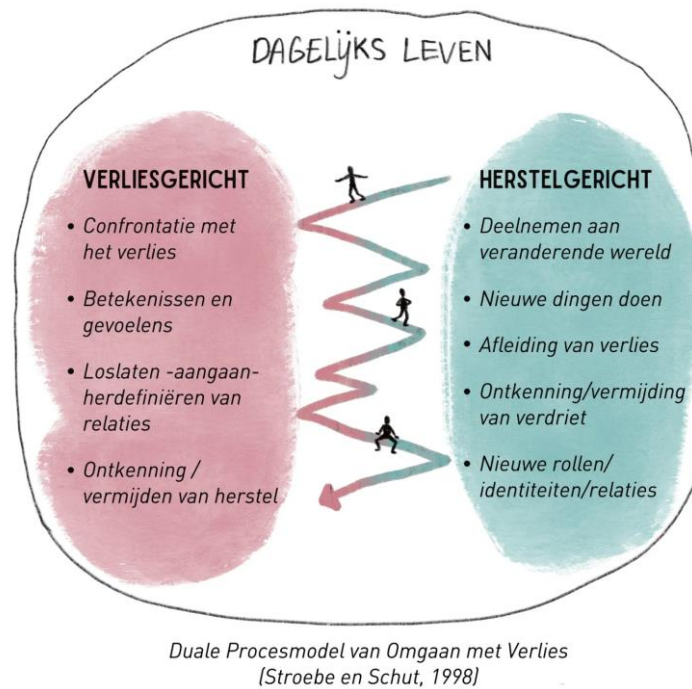 DAGELIJKS LEVEN
VERLIESGERICHT
• Confrontatie met
het verlies
• Betekenissen en
gevoelens
• Loslaten -aangaan-
herdefiniëren van
relaties
• Ontkenning /
vermijden van herstel
HERSTELGERICHT
• Deelnemen aan
veranderende wereld
• Nieuwe dingen doen
• Afleiding van verlies
• Ontkenning/vermijding
van verdriet
• Nieuwe rollen/
identiteiten/relaties
Duale Procesmodel van Omgaan met Verlies
(Stroebe en Schut, 1998)